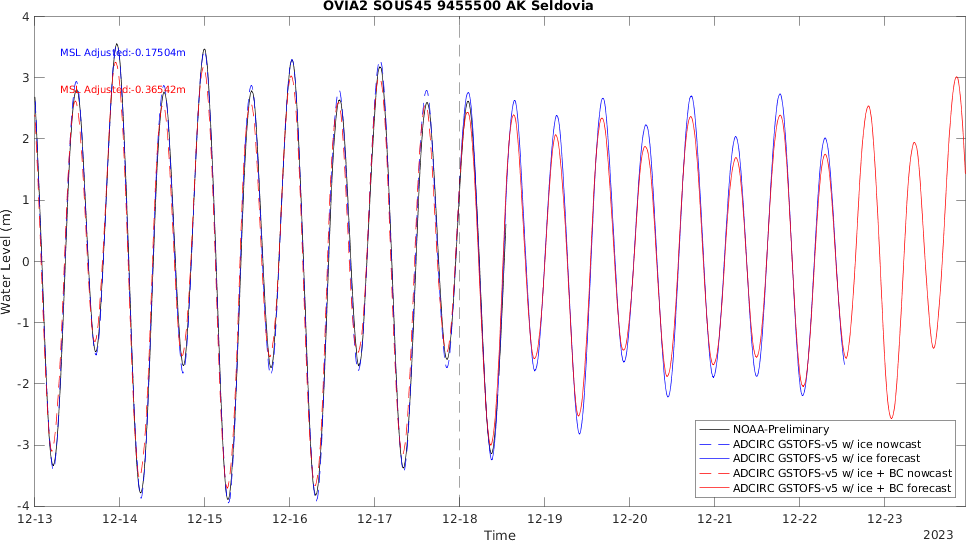 OVIA2 SOUS45 9455500 AK Seldovia
MSL Adjusted:-0.17504m
MSL Adjusted:-0.36542m
Water Level (m)
4
3
2
1
0
-1
-2
-3
-4
NOAA-Preliminary
ADCIRC GSTOFS-v5 w/ ice nowcast
ADCIRC GSTOFS-v5 w/ ice forecast
ADCIRC GSTOFS-v5 w/ ice + BC nowcast
ADCIRC GSTOFS-v5 w/ ice + BC forecast
12-13 12-14 12-15 12-16 12-17 12-18 12-19 12-20 12-21 12-22 12-23
Time
2023